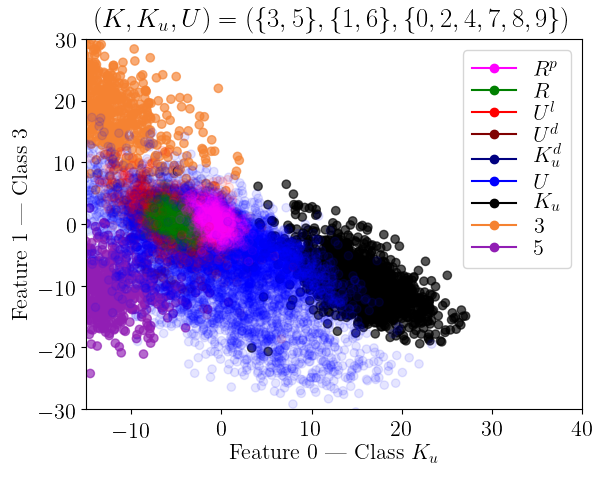 (K, K_u, U) = ({3, 5}, {1, 6}, {0, 2, 4, 7, 8, 9})
30
20
10
0
−10
−20
−30
Feature 1 — Class 3
R^p
R
U^l
U^d
K_u^d
U
K_u
3
5
−10
0
10
20
30
40
Feature 0 — Class K_u